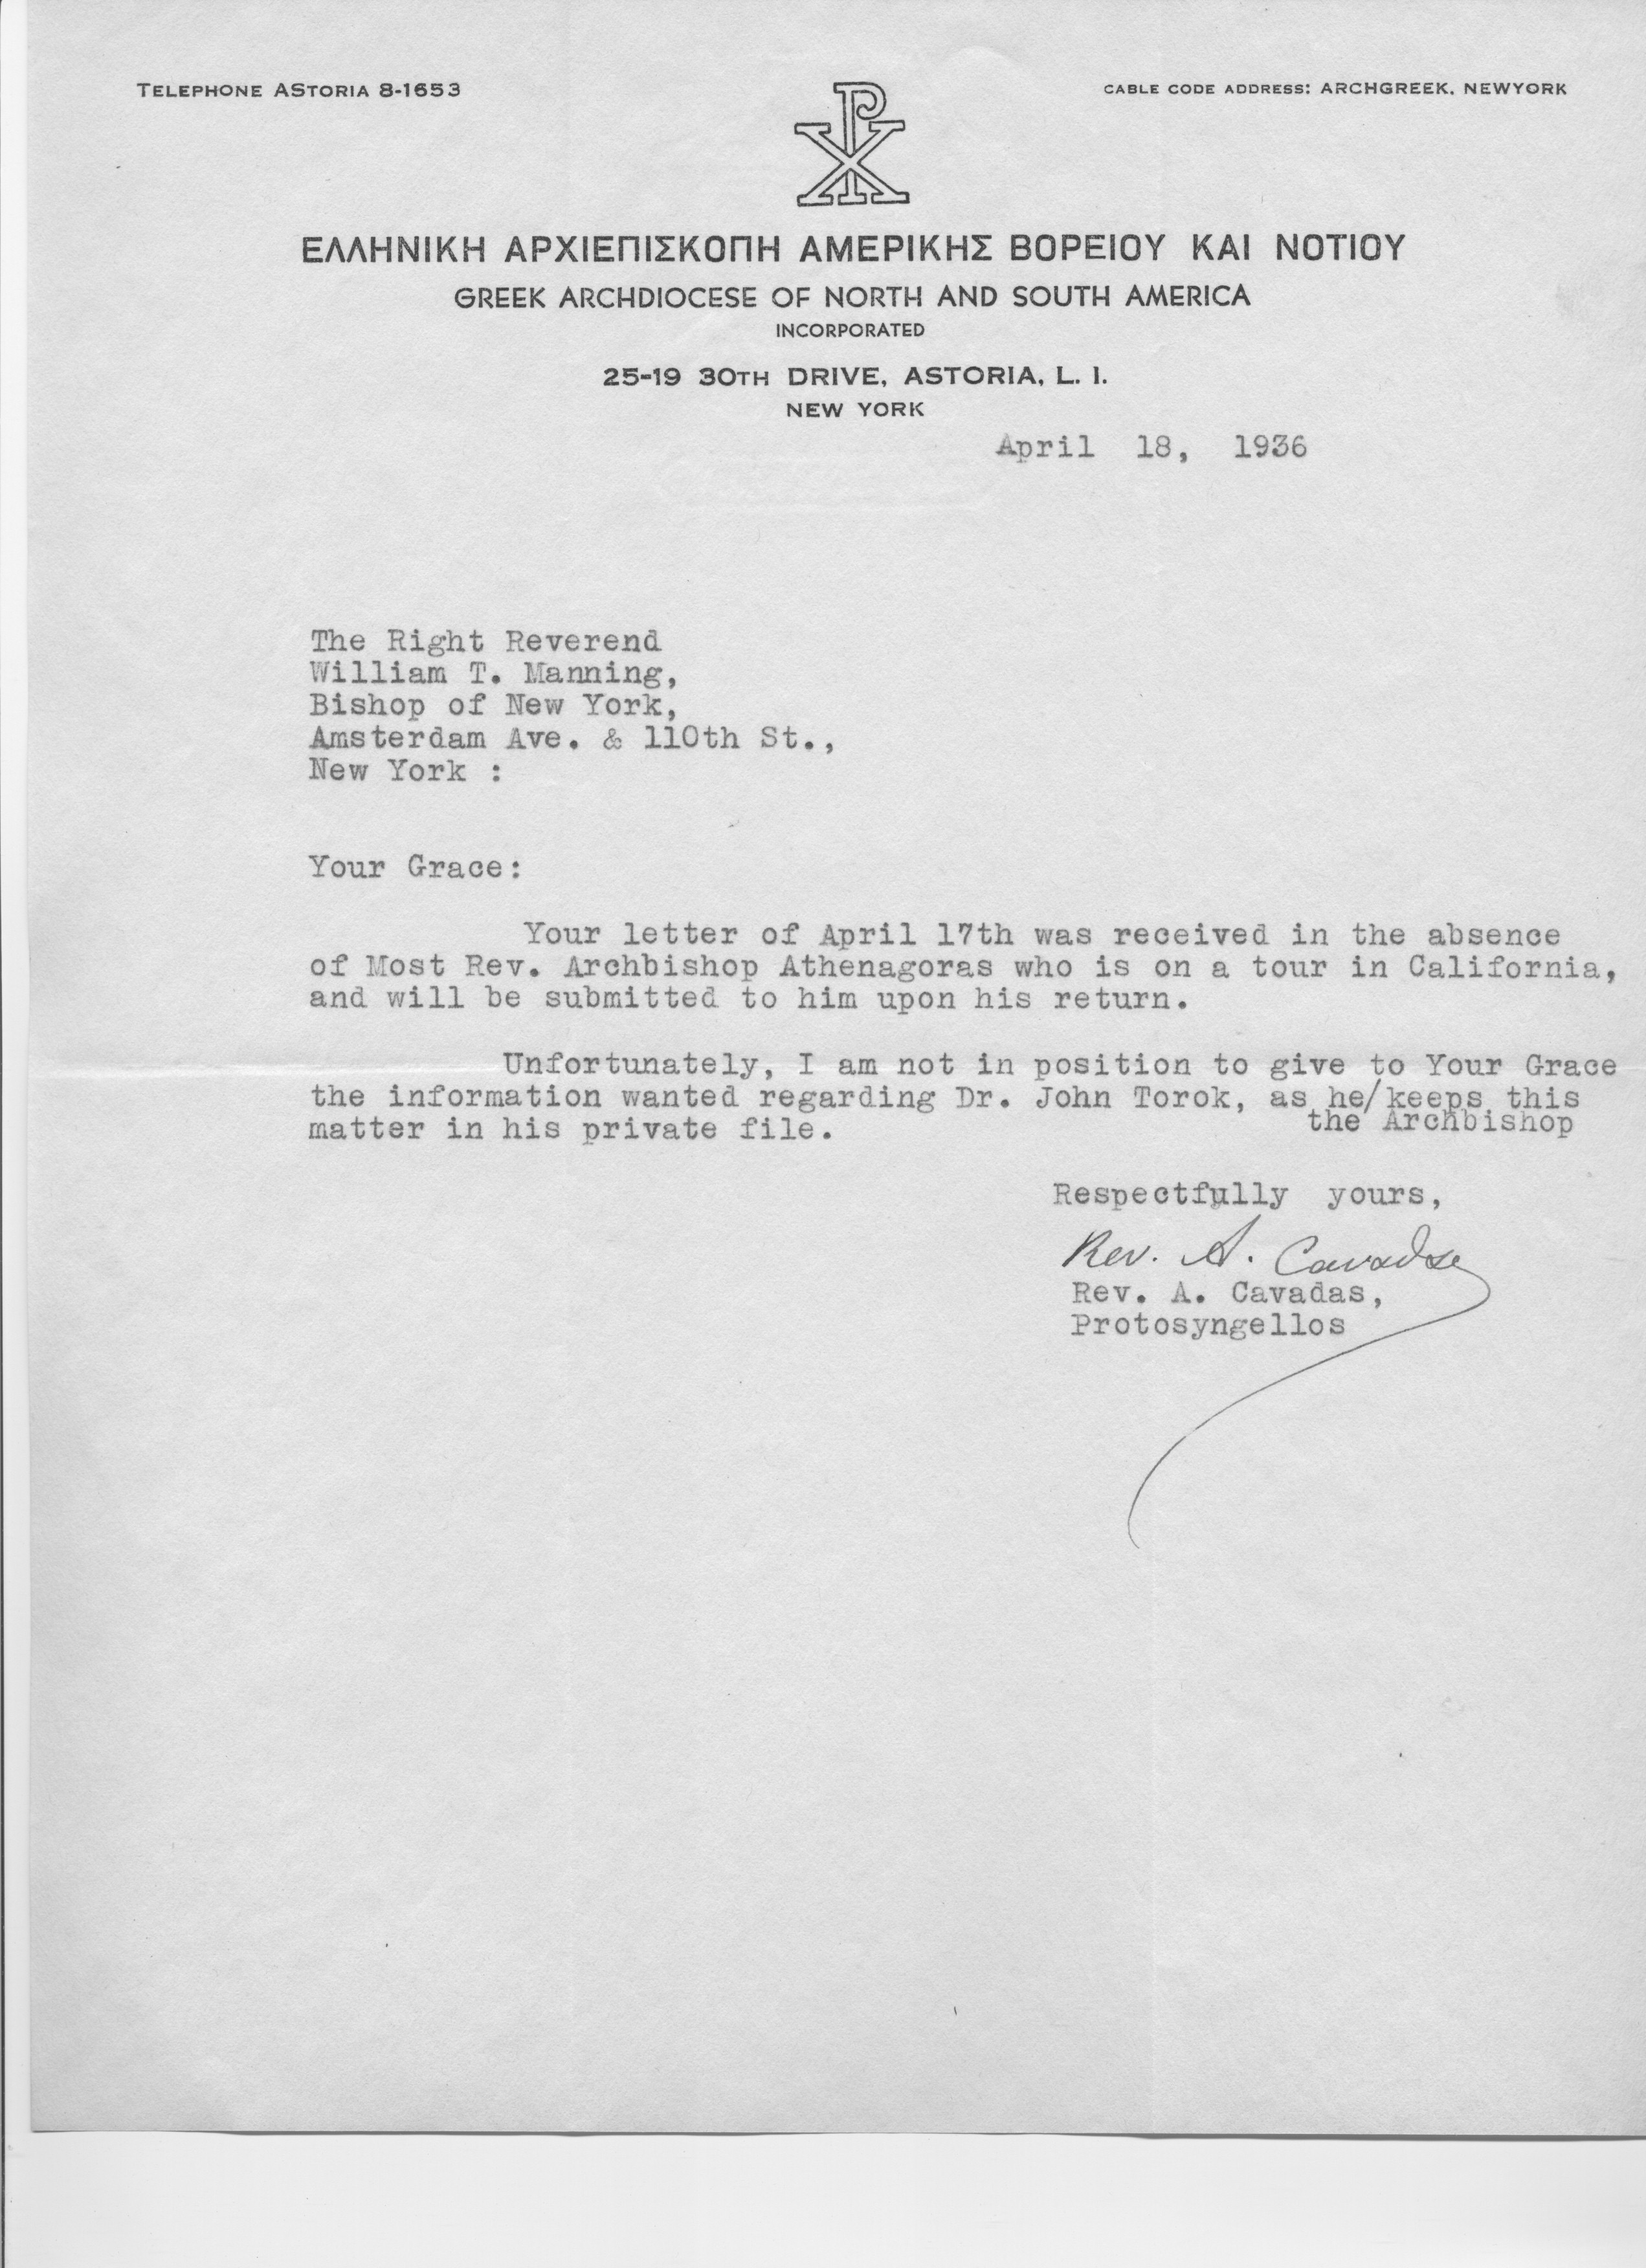 TELEPHONE ASTORIA 8-1653
CABLE CODE ADDRESS: ARCHGREEK, NEWYORK
ΕΛΛΗΝΙΚΗ ΑΡΧΙΕΠΙΣΚΟΠΗ ΑΜΕΡΙΚΗΣ ΒΟΡΕΙΟΥ ΚΑΙ ΝΟΤΙΟΥ
GREEK ARCHDIOCESE OF NORTH AND SOUTH AMERICA
INCORPORATED
25-19 30TH DRIVE, ASTORIA, L. I.
NEW YORK
April 18, 1936
The Right Reverend
William T. Manning,
Bishop of New York,
Amsterdam Ave. & 110th St.,
New York :
Your Grace:
Your letter of April 17th was received in the absence
of Most Rev. Archbishop Athenagoras who is on a tour in California,
and will be submitted to him upon his return.
Unfortunately, I am not in position to give to Your Grace
the information wanted regarding Dr. John Torok, as he/keeps this
the Archbishop
matter in his private file.
Respectfully yours,
Rev. A. Cavadas
Rev. A. Cavadas,
Protosyngellos